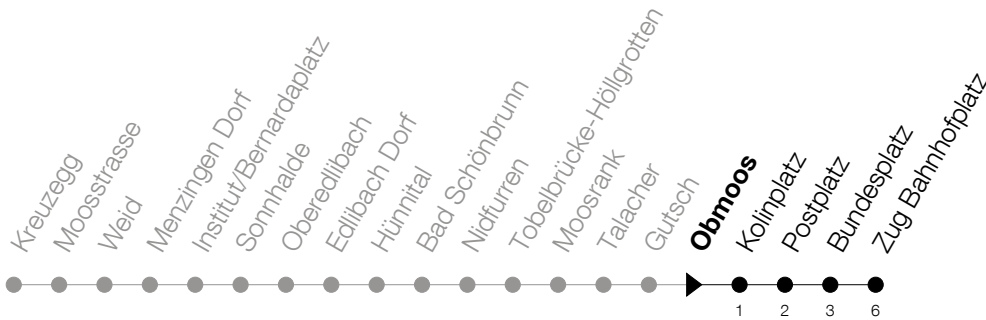 Kreuzegg
Moosstrasse
Weid
Menzingen Dorf
Institut/Bernardaplatz
Sonnhalde
Oberedlibach
Edlibach Dorf
Hünnital
Bad Schönbrunn
Nidfurren
Tobelbrücke-Höllgrotten
Moosrank
Talacher
Gutsch
Obmoos
Kolinplatz
Postplatz
Bundesplatz
Zug Bahnhofplatz
1
2
3
6